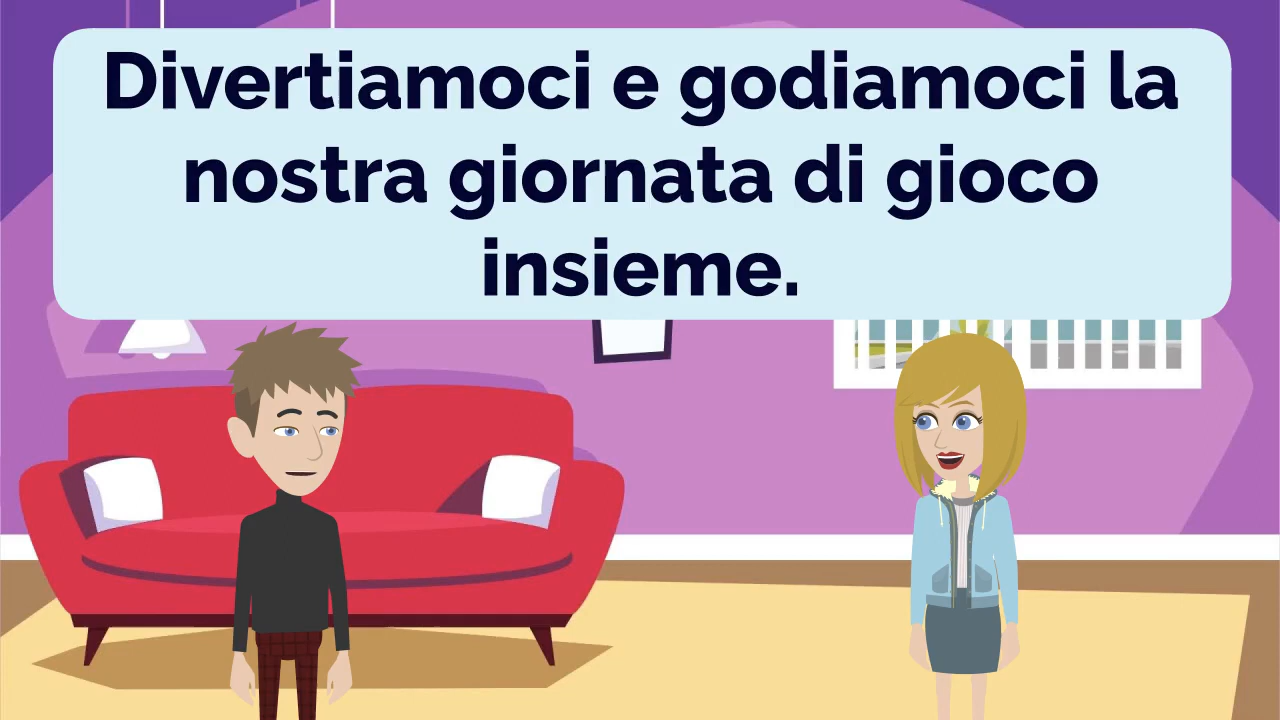 Divertiamoci e godiamoci la
nostra giornata di gioco
insieme.